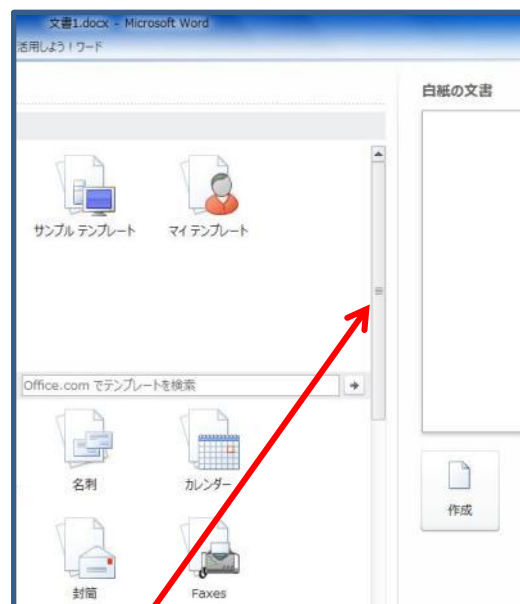 文書1.docx - Microsoft Word
活用しよう！ワード
白紙の文書
サンプル テンプレート
マイ テンプレート
Office.com でテンプレートを検索
名刺
カレンダー
作成
封筒
Faxes